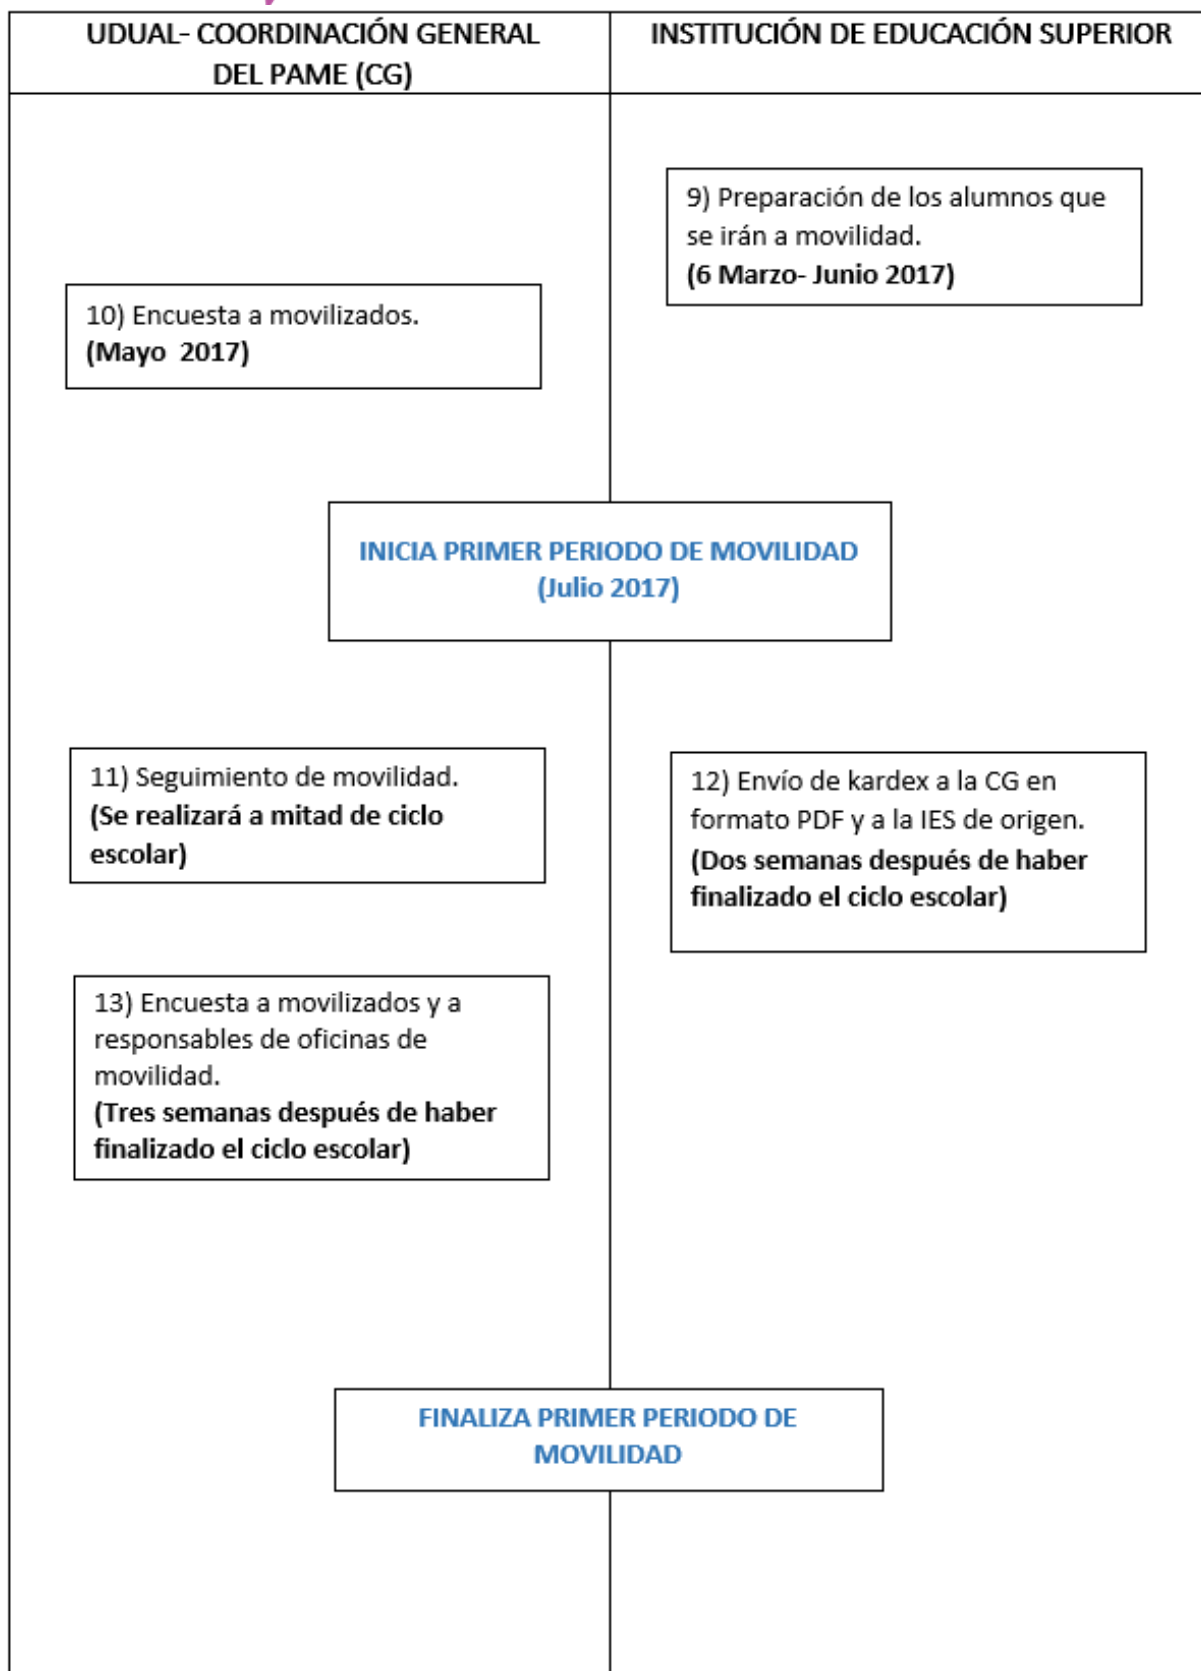 UDUAL- COORDINACIÓN GENERAL
DEL PAME (CG)
INSTITUCIÓN DE EDUCACIÓN SUPERIOR
9) Preparación de los alumnos que
se irán a movilidad.
(6 Marzo- Junio 2017)
10) Encuesta a movilizados.
(Mayo  2017)
INICIA PRIMER PERIODO DE MOVILIDAD
(Julio 2017)
11) Seguimiento de movilidad.
(Se realizará a mitad de ciclo
escolar)
12) Envío de kardex a la CG en
formato PDF y a la IES de origen.
(Dos semanas después de haber
finalizado el ciclo escolar)
13) Encuesta a movilizados y a
responsables de oficinas de
movilidad.
(Tres semanas después de haber
finalizado el ciclo escolar)
FINALIZA PRIMER PERIODO DE
MOVILIDAD